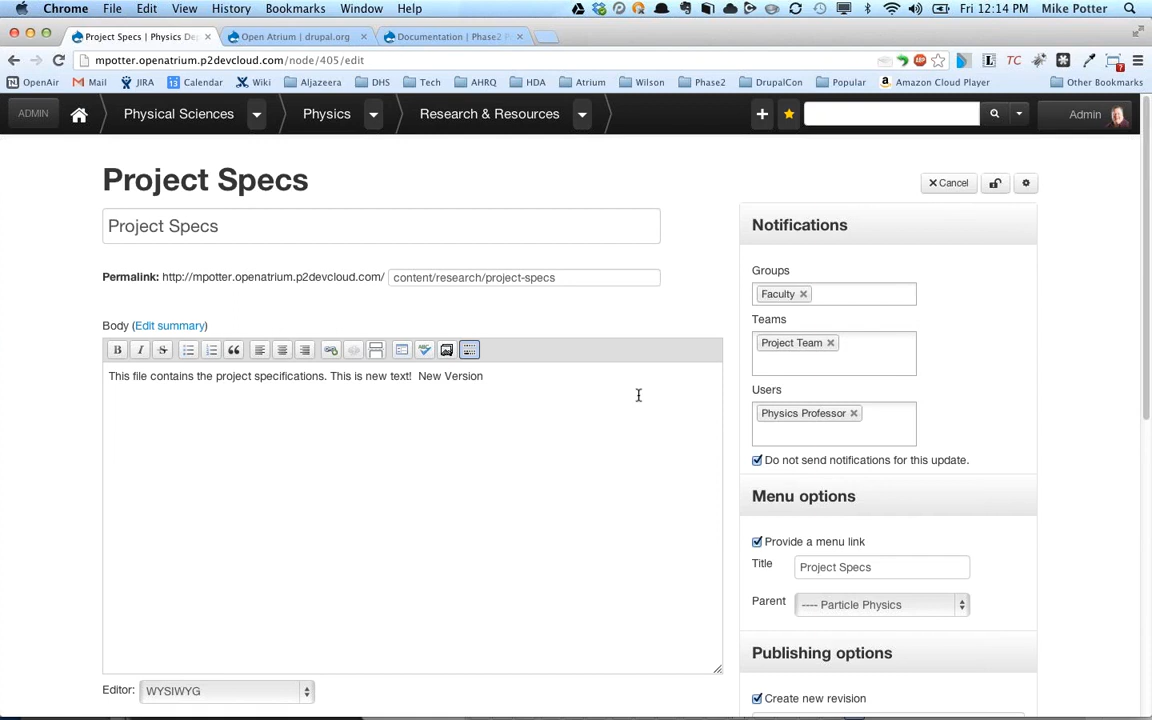 Chrome File Edit View History Bookmarks Window Help Fri 12:14 PM Mike Potter
Project Specs | Physics De Open Atrium | drupal.org Documentation | Phase2
mpotter.openatrium.p2devcloud.com/node/405/edit
OpenAir Mail JIRA Calendar Wiki Aljazeera DHS Tech AHRQ HDA Atrium Wilson Phase2 DrupalCon Popular Amazon Cloud Player Other Bookmarks
ADMIN Physical Sciences Physics Research & Resources Admin
Project Specs
Cancel
Project Specs
Permalink: http://mpotter.openatrium.p2devcloud.com/ content/research/project-specs
Body (Edit summary)
This file contains the project specifications. This is new text! New Version
Editor: WYSIWYG
Notifications
Groups
Faculty
Teams
Project Team
Users
Physics Professor
Do not send notifications for this update.
Menu options
Provide a menu link
Title Project Specs
Parent ---- Particle Physics
Publishing options
Create new revision